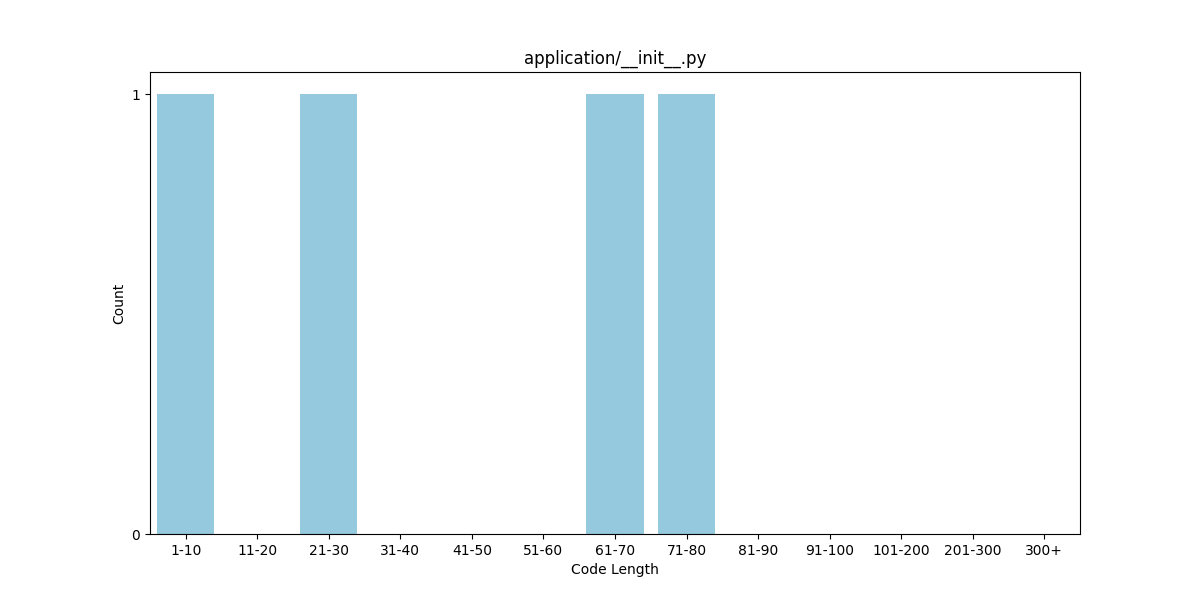 application/__init__.py
1
Count
0
1-10 11-20 21-30 31-40 41-50 51-60 61-70 71-80 81-90 91-100 101-200 201-300 300+
Code Length